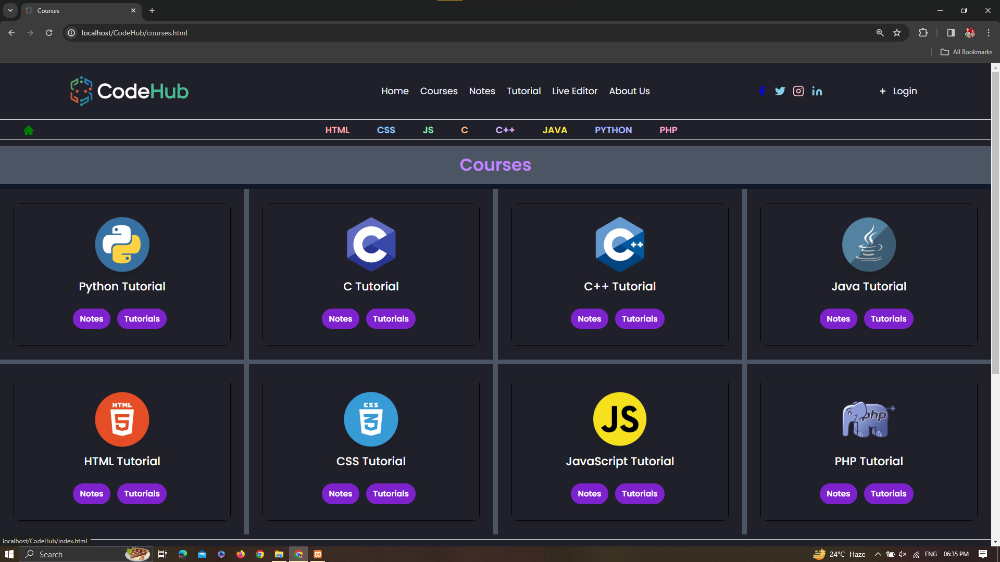 Courses
localhost/CodeHub/courses.html
All Bookmarks
CodeHub
Home Courses Notes Tutorial Live Editor About Us
+ Login
HTML CSS JS C C++ JAVA PYTHON PHP
Courses
C C ++
Python Tutorial C Tutorial C++ Tutorial Java Tutorial
Notes Tutorials Notes Tutorials Notes Tutorials Notes Tutorials
HTML 5 CSS 3 JS php
HTML Tutorial CSS Tutorial JavaScript Tutorial PHP Tutorial
Notes Tutorials Notes Tutorials Notes Tutorials Notes Tutorials
localhost/CodeHub/index.html
Search 24°C Haze ENG 06:35 PM